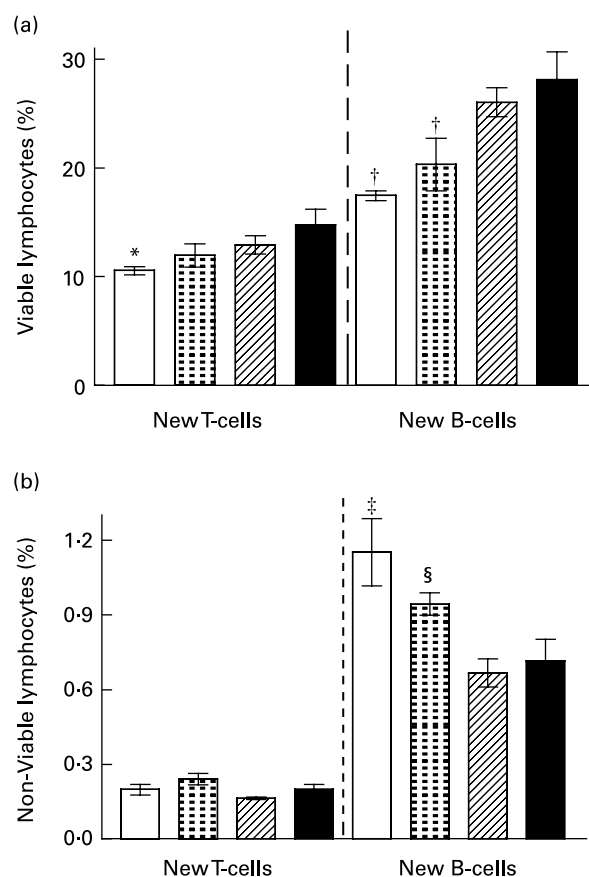 (a)
Viable lymphocytes (%)
30
20
10
0
*
†
†
New T-cells
New B-cells
(b)
Non-Viable lymphocytes (%)
1·2
0·9
0·6
0·3
0·0
‡
§
New T-cells
New B-cells